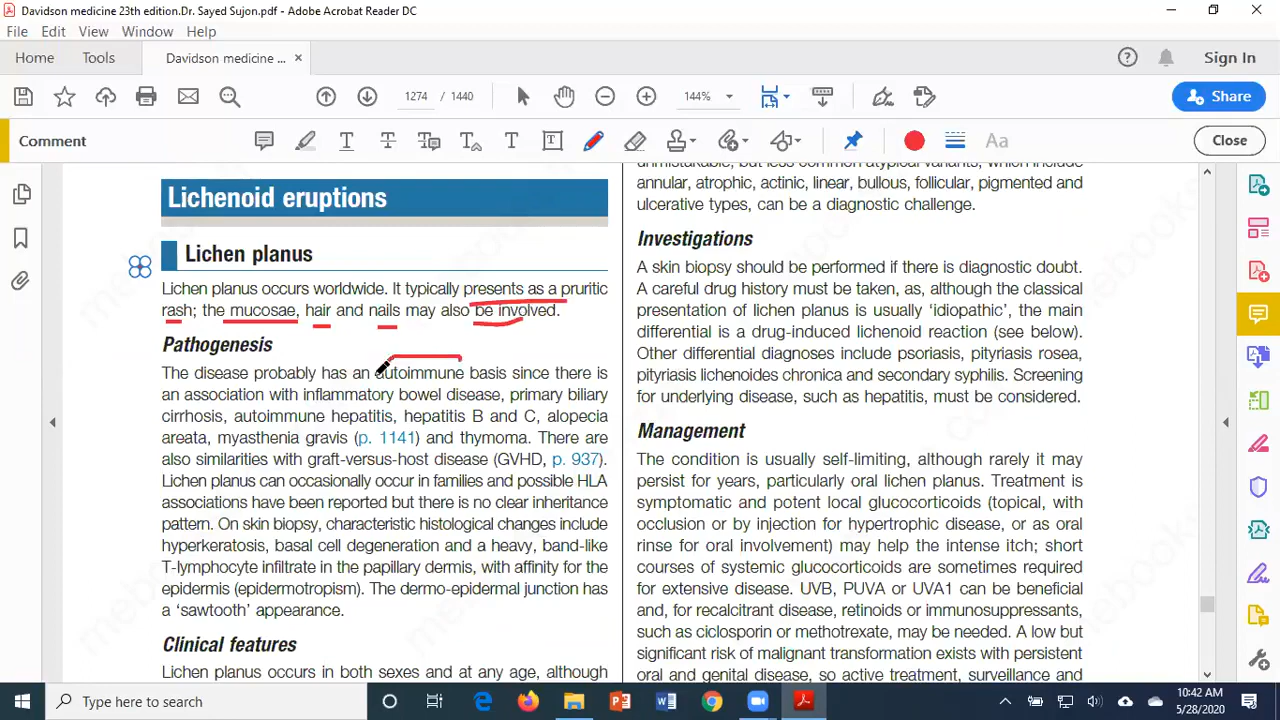 Davidson medicine 23th edition.Dr. Sayed Sujon.pdf - Adobe Acrobat Reader DC
File Edit View Window Help
Home Tools Davidson medicine ... × Sign In
1274 / 1440 144% Share
Comment Aa Close
Lichenoid eruptions
Lichen planus
Lichen planus occurs worldwide. It typically presents as a pruritic
rash; the mucosae, hair and nails may also be involved.
Pathogenesis
The disease probably has an autoimmune basis since there is
an association with inflammatory bowel disease, primary biliary
cirrhosis, autoimmune hepatitis, hepatitis B and C, alopecia
areata, myasthenia gravis (p. 1141) and thymoma. There are
also similarities with graft-versus-host disease (GVHD, p. 937).
Lichen planus can occasionally occur in families and possible HLA
associations have been reported but there is no clear inheritance
pattern. On skin biopsy, characteristic histological changes include
hyperkeratosis, basal cell degeneration and a heavy, band-like
T-lymphocyte infiltrate in the papillary dermis, with affinity for the
epidermis (epidermotropism). The dermo-epidermal junction has
a ‘sawtooth’ appearance.
Clinical features
Lichen planus occurs in both sexes and at any age, although
unmistakable, but less common atypical variants, which include
annular, atrophic, actinic, linear, bullous, follicular, pigmented and
ulcerative types, can be a diagnostic challenge.
Investigations
A skin biopsy should be performed if there is diagnostic doubt.
A careful drug history must be taken, as, although the classical
presentation of lichen planus is usually ‘idiopathic’, the main
main differential is a drug-induced lichenoid reaction (see below).
Other differential diagnoses include psoriasis, pityriasis rosea,
pityriasis lichenoides chronica and secondary syphilis. Screening
for underlying disease, such as hepatitis, must be considered.
Management
The condition is usually self-limiting, although rarely it may
persist for years, particularly oral lichen planus. Treatment is
symptomatic and potent local glucocorticoids (topical, with
occlusion or by injection for hypertrophic disease, or as oral
rinse for oral involvement) may help the intense itch; short
courses of systemic glucocorticoids are sometimes required
for extensive disease. UVB, PUVA or UVA1 can be beneficial
and, for recalcitrant disease, retinoids or immunosuppressants,
such as ciclosporin or methotrexate, may be needed. A low but
significant risk of malignant transformation exists with persistent
oral and genital disease, so active treatment, surveillance and
Type here to search
10:42 AM
5/28/2020